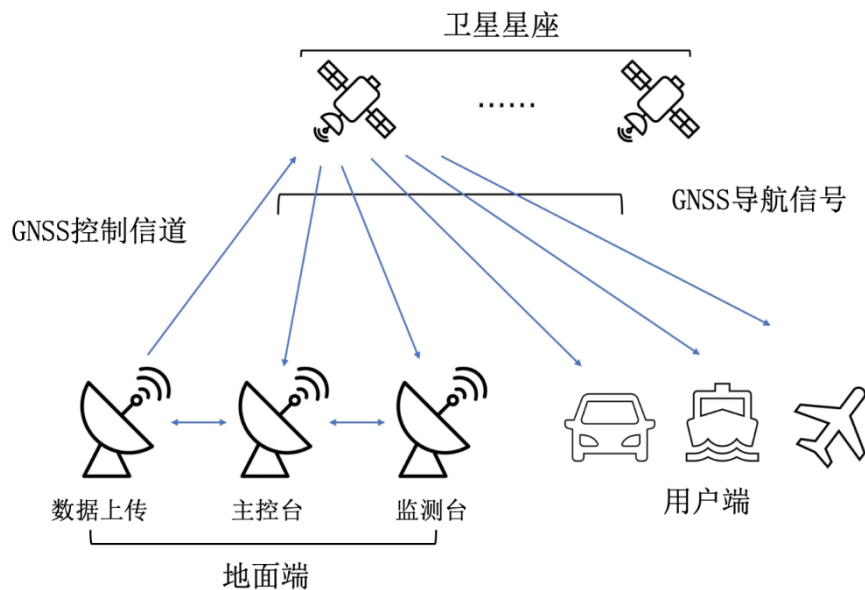 卫星星座
......
GNSS导航信号
GNSS控制信道
数据上传
主控台
监测台
用户端
地面端